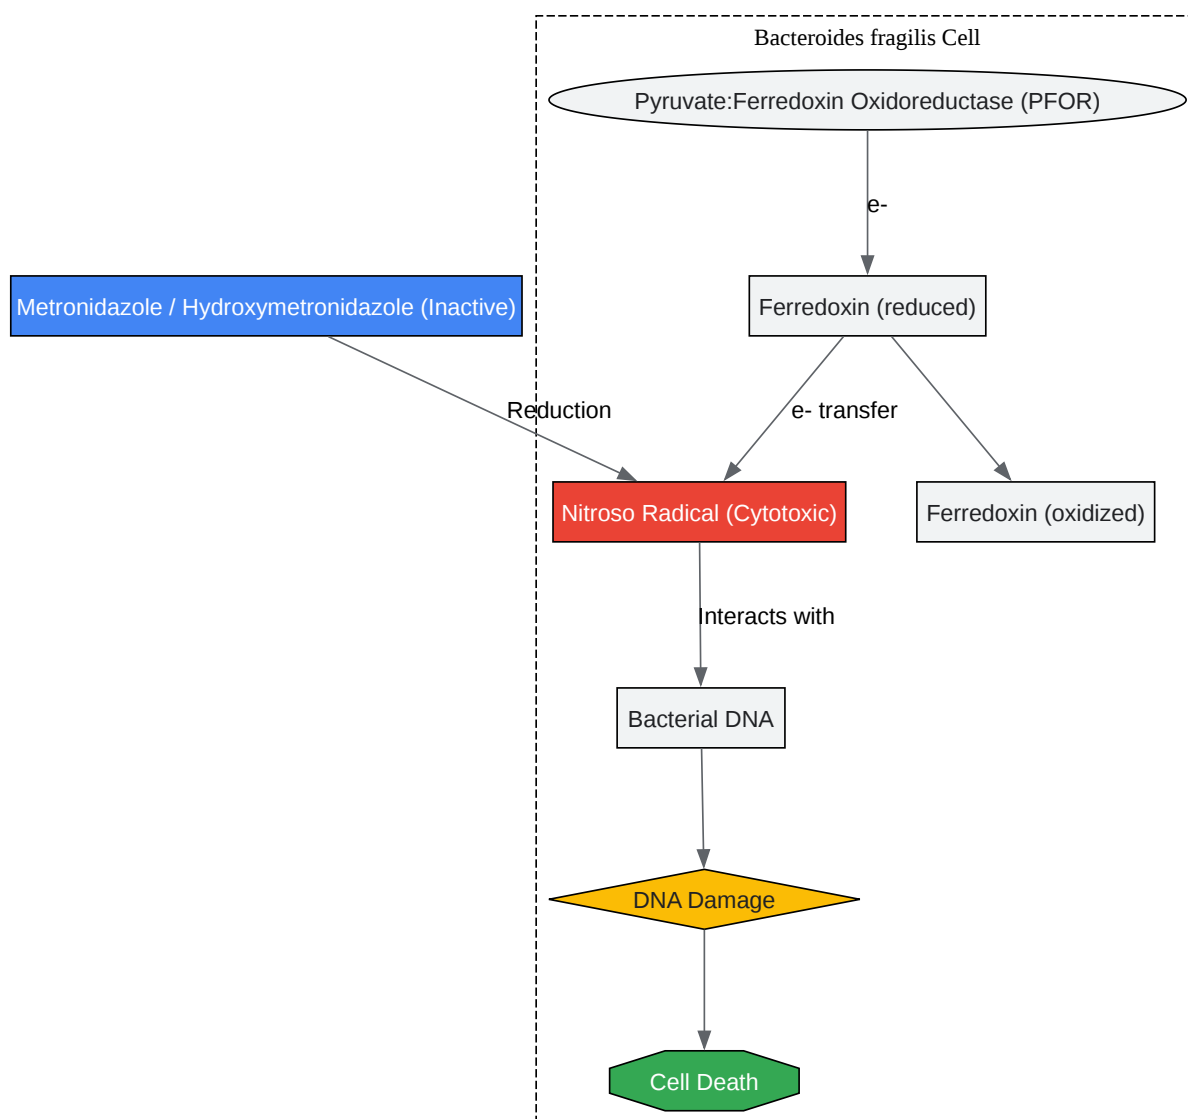 Bacteroides fragilis Cell
Pyruvate:Ferredoxin Oxidoreductase (PFOR)
e-
Metronidazole / Hydroxymetronidazole (Inactive)
Ferredoxin (reduced)
Reduction
e- transfer
Nitroso Radical (Cytotoxic)
Ferredoxin (oxidized)
Interacts with
Bacterial DNA
DNA Damage
Cell Death